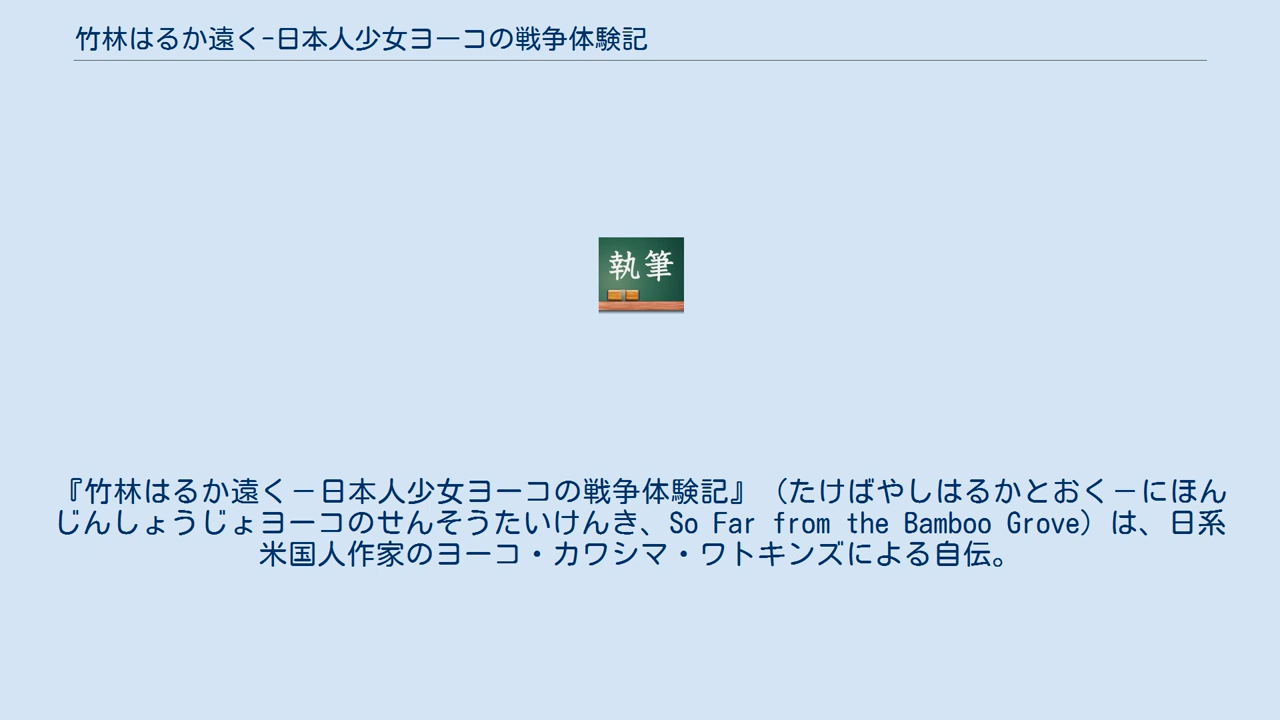 竹林はるか遠く-日本人少女ヨーコの戦争体験記
執筆
『竹林はるか遠く－日本人少女ヨーコの戦争体験記』（たけばやしはるかとおく－にほん
じんしょうじょヨーコのせんそうたいけんき、So Far from the Bamboo Grove）は、日系
米国人作家のヨーコ・カワシマ・ワトキンズによる自伝。